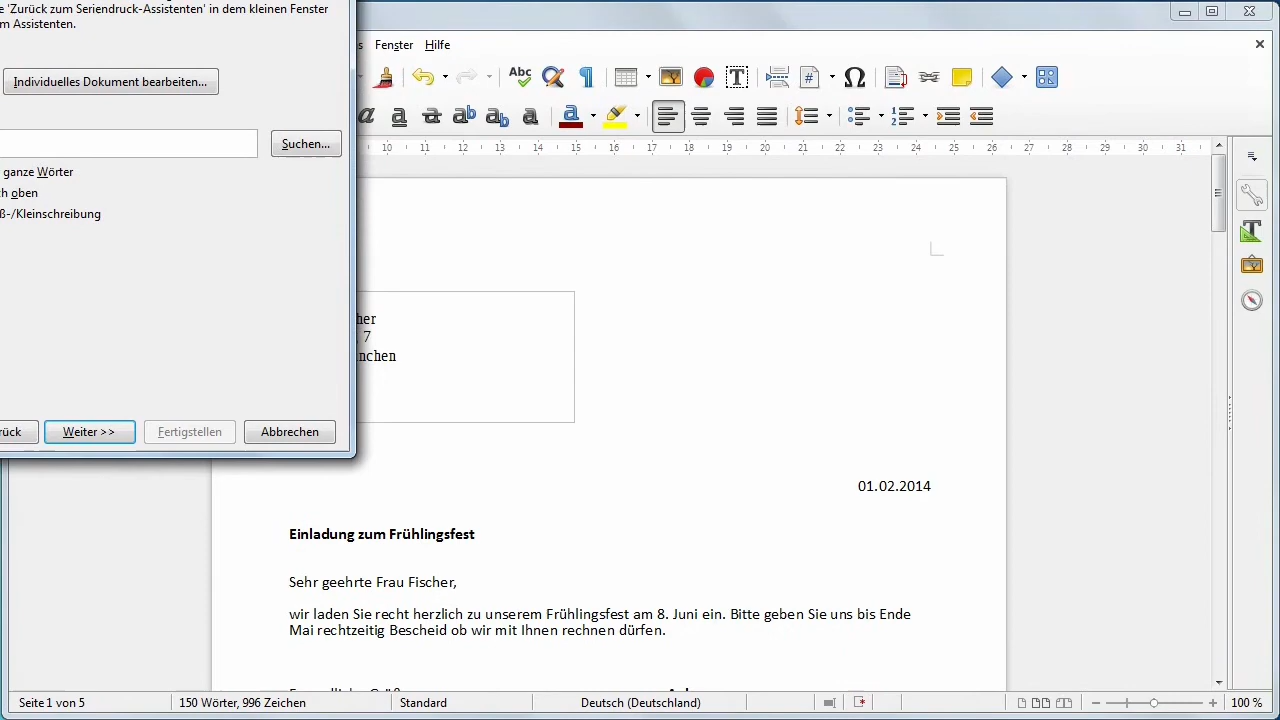 e 'Zurück zum Seriendruck-Assistenten' in dem kleinen Fenster
m Assistenten.
Individuelles Dokument bearbeiten...
Suchen...
ganze Wörter
ch oben
ß-/Kleinschreibung
rück
Weiter >>
Fertigstellen
Abbrechen
s Fenster Hilfe
10 11 12 13 14 15 16 17 18 19 20 21 22 23 24 25 26 27 28 29 30 31
her
7
nchen
01.02.2014
Einladung zum Frühlingsfest
Sehr geehrte Frau Fischer,
wir laden Sie recht herzlich zu unserem Frühlingsfest am 8. Juni ein. Bitte geben Sie uns bis Ende
Mai rechtzeitig Bescheid ob wir mit Ihnen rechnen dürfen.
Seite 1 von 5
150 Wörter, 996 Zeichen
Standard
Deutsch (Deutschland)
100 %